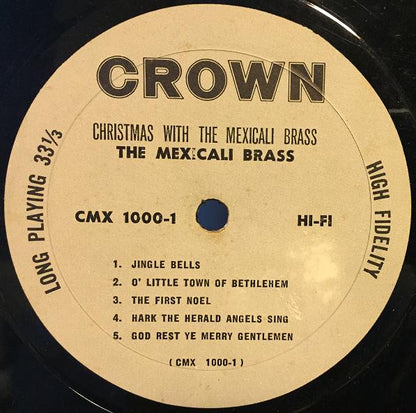 CROWN
CHRISTMAS WITH THE MEXICALI BRASS
THE MEXICALI BRASS
LONG PLAYING 33⅓
CMX 1000-1
HI-FI
HIGH FIDELITY
1. JINGLE BELLS
2. O' LITTLE TOWN OF BETHLEHEM
3. THE FIRST NOEL
4. HARK THE HERALD ANGELS SING
5. GOD REST YE MERRY GENTLEMEN
(CMX 1000-1)